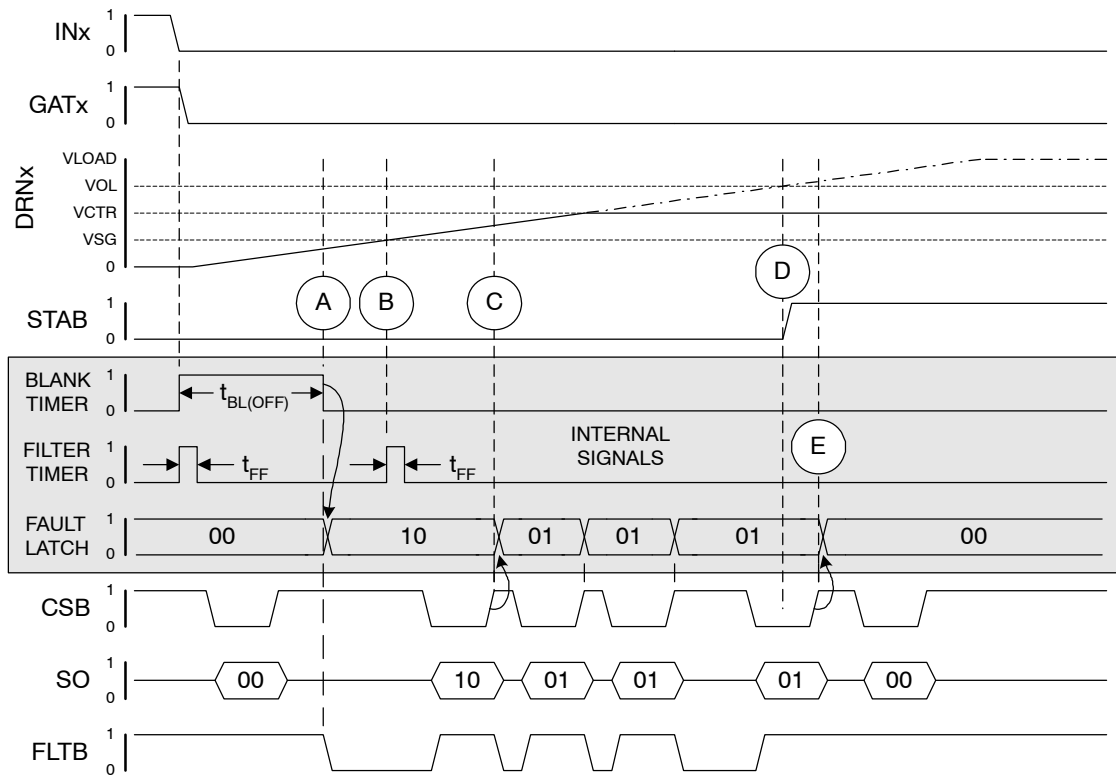 INx 1
0
GATx 1
0
DRNx
VLOAD
VOL
VCTR
VSG
0
A B C D
STAB 1
0
BLANK TIMER 1
0
tBL(OFF)
FILTER TIMER 1
0
tFF tFF
INTERNAL SIGNALS
E
FAULT LATCH 1
0
00 10 01 01 01 00
CSB 1
0
SO 1
0
00 10 01 01 01 00
FLTB 1
0